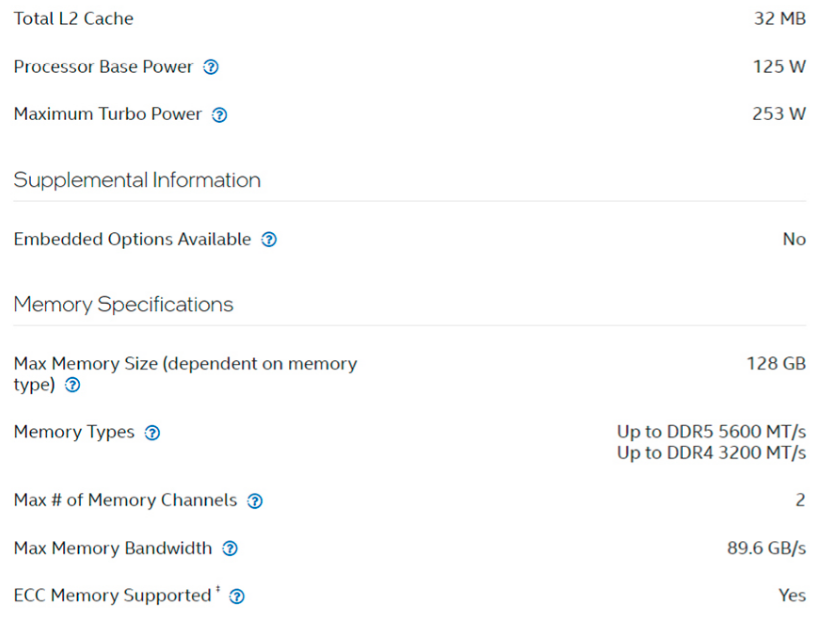 Total L2 Cache 32 MB
Processor Base Power 125 W
Maximum Turbo Power 253 W
Supplemental Information
Embedded Options Available No
Memory Specifications
Max Memory Size (dependent on memory 128 GB
type)
Memory Types Up to DDR5 5600 MT/s
Up to DDR4 3200 MT/s
Max # of Memory Channels 2
Max Memory Bandwidth 89.6 GB/s
ECC Memory Supported ‡ Yes